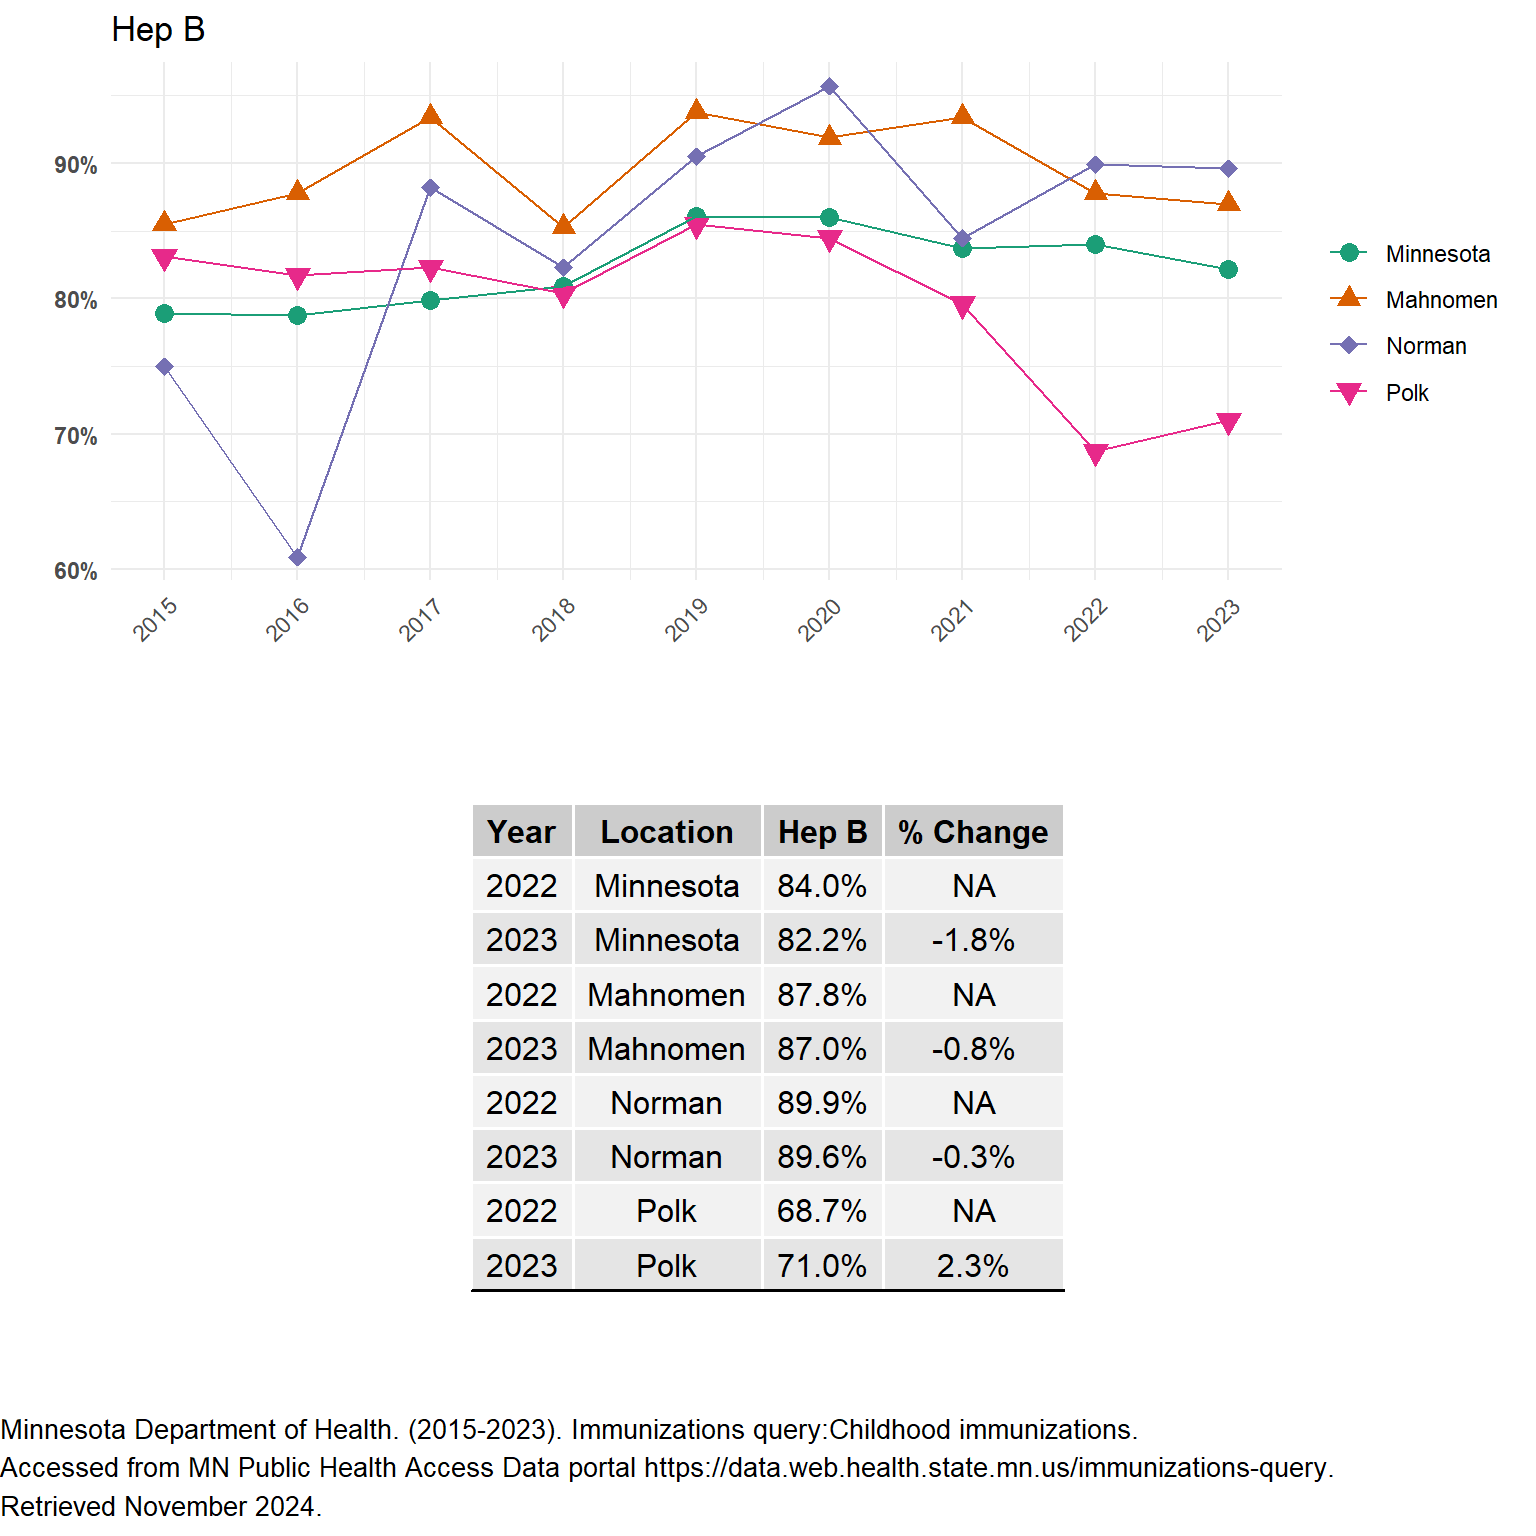 Hep B
90%
80%
70%
60%
2015
2016
2017
2018
2019
2020
2021
2022
2023
Minnesota
Mahnomen
Norman
Polk
Year Location Hep B % Change
2022 Minnesota 84.0% NA
2023 Minnesota 82.2% -1.8%
2022 Mahnomen 87.8% NA
2023 Mahnomen 87.0% -0.8%
2022 Norman 89.9% NA
2023 Norman 89.6% -0.3%
2022 Polk 68.7% NA
2023 Polk 71.0% 2.3%
Minnesota Department of Health. (2015-2023). Immunizations query:Childhood immunizations.
Accessed from MN Public Health Access Data portal https://data.web.health.state.mn.us/immunizations-query.
Retrieved November 2024.